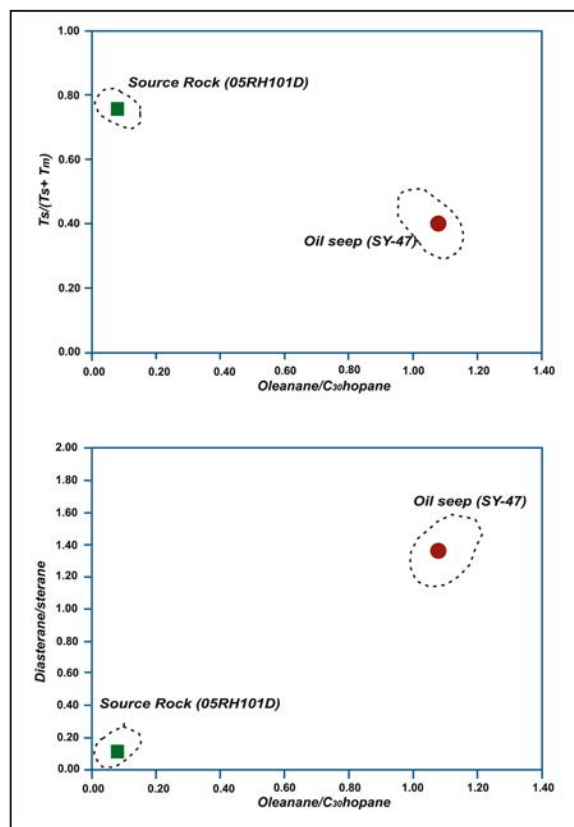 1.00
Source Rock (05RH101D)
0.80
0.60
Ts/(Ts+ Tm)
0.40
Oil seep (SY-47)
0.20
0.00
0.00 0.20 0.40 0.60 0.80 1.00 1.20 1.40
Oleanane/C30hopane
2.00
1.80
Oil seep (SY-47)
1.60
1.40
1.20
1.00
Diasterane/sterane
0.80
0.60
Source Rock (05RH101D)
0.40
0.20
0.00
0.00 0.20 0.40 0.60 0.80 1.00 1.20 1.40
Oleanane/C30hopane